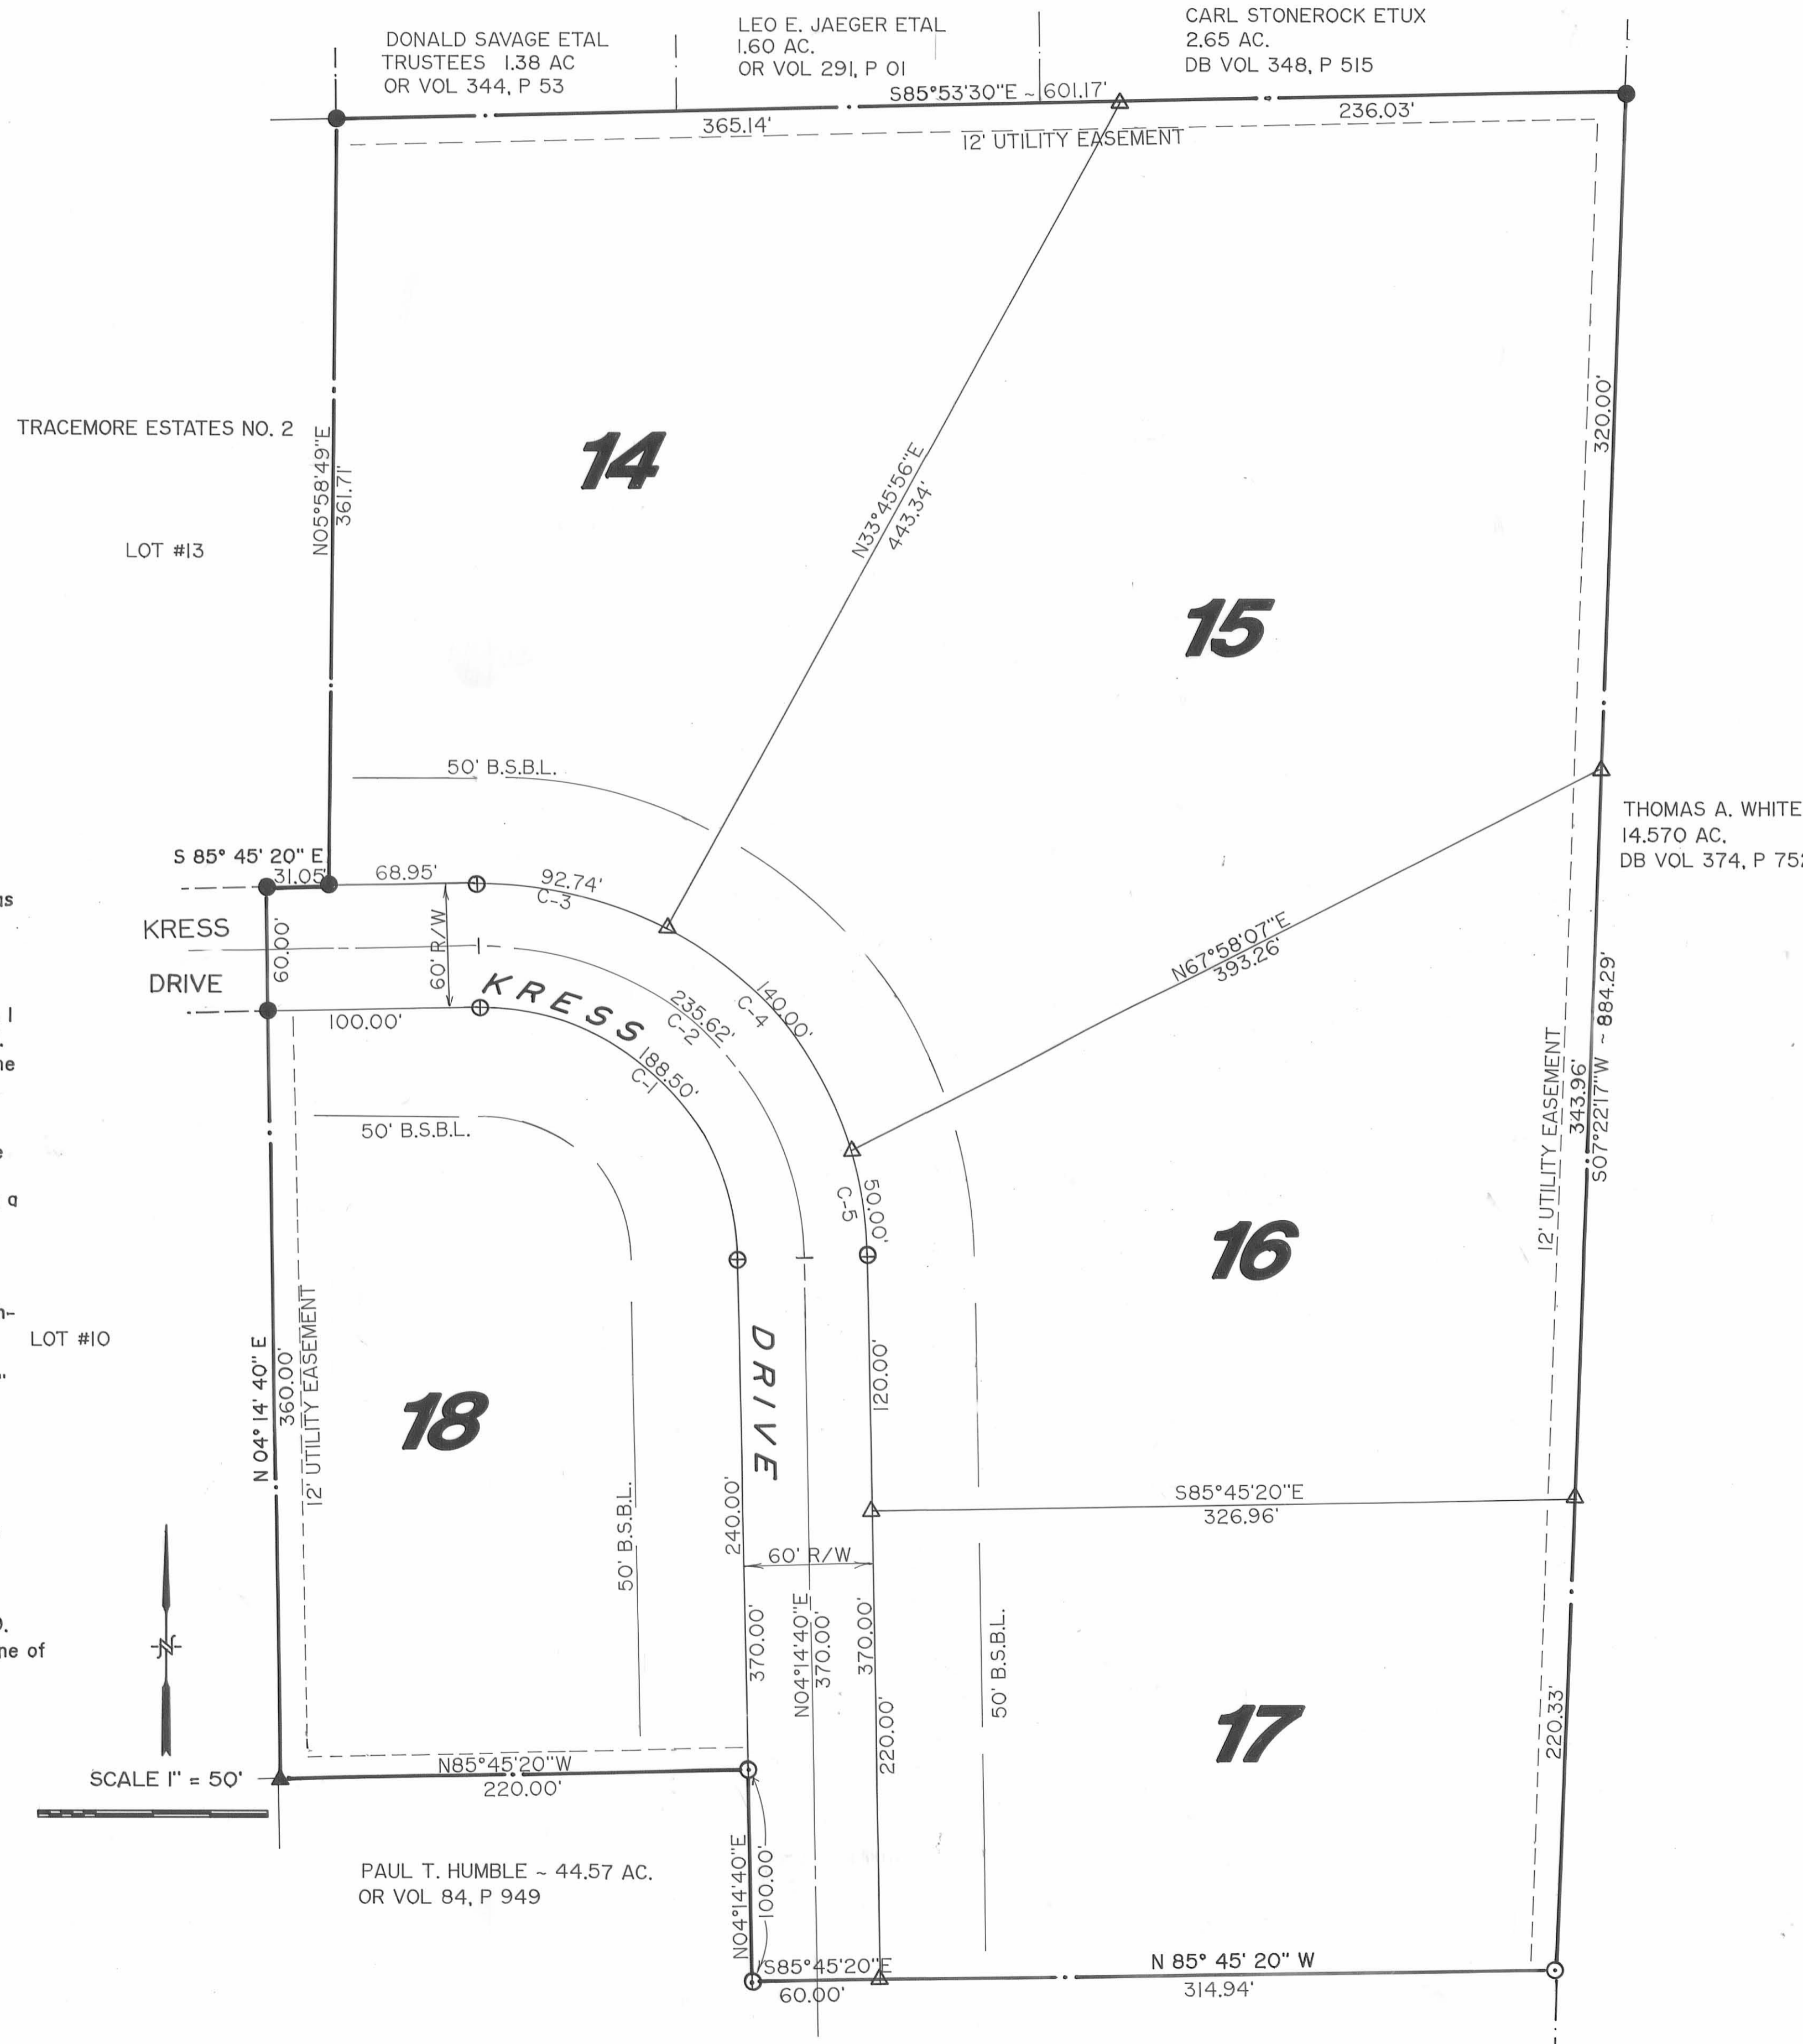 DONALD SAVAGE ETAL
TRUSTEES 1.38 AC
OR VOL 344, P 53
LEO E. JAEGER ETAL
1.60 AC.
OR VOL 291, P 01
CARL STONEROCK ETUX
2.65 AC.
DB VOL 348, P 515
S85°53'30"E ~ 601.17'
365.14'
236.03'
12' UTILITY EASEMENT
TRACEMORE ESTATES NO. 2
LOT #13
N05°58'49"E
361.71'
14
N33°45'56"E
443.34'
15
320.00'
50' B.S.B.L.
THOMAS A. WHITE
14.570 AC.
DB VOL 374, P 752
S 85° 45' 20" E
31.05'
68.95'
92.74'
C-3
KRESS
DRIVE
60.00'
60' R/W
100.00'
KRESS
235.62'
C-2
140.00'
C-4
188.50'
C-1
N67°58'07"E
393.26'
S07°22'17"W ~ 884.29'
343.96'
12' UTILITY EASEMENT
50' B.S.B.L.
C-5
50.00'
16
a
ne
LOT #10
N 04° 14' 40" E
360.00'
12' UTILITY EASEMENT
18
DRIVE
120.00'
240.00'
50' B.S.B.L.
S85°45'20"E
326.96'
60' R/W
370.00'
N04°14'40"E
370.00'
370.00'
220.00'
50' B.S.B.L.
17
220.33'
ne of
N
SCALE 1" = 50'
N85°45'20"W
220.00'
PAUL T. HUMBLE ~ 44.57 AC.
OR VOL 84, P 949
N04°14'40"E
100.00'
S85°45'20"E
60.00'
N 85° 45' 20" W
314.94'